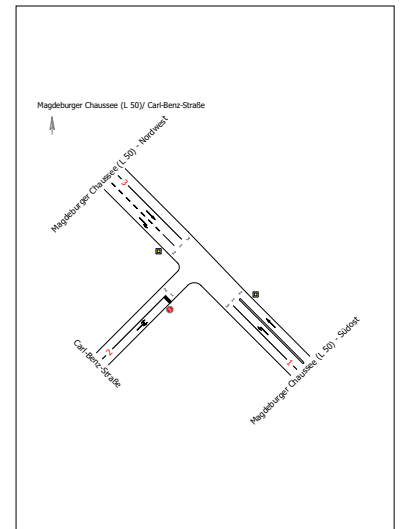 Magdeburger Chaussee (L 50)/ Carl-Benz-Straße
Magdeburger Chaussee (L 50) - Nordwest
3
Carl-Benz-Straße
2
Magdeburger Chaussee (L 50) - Südost
1